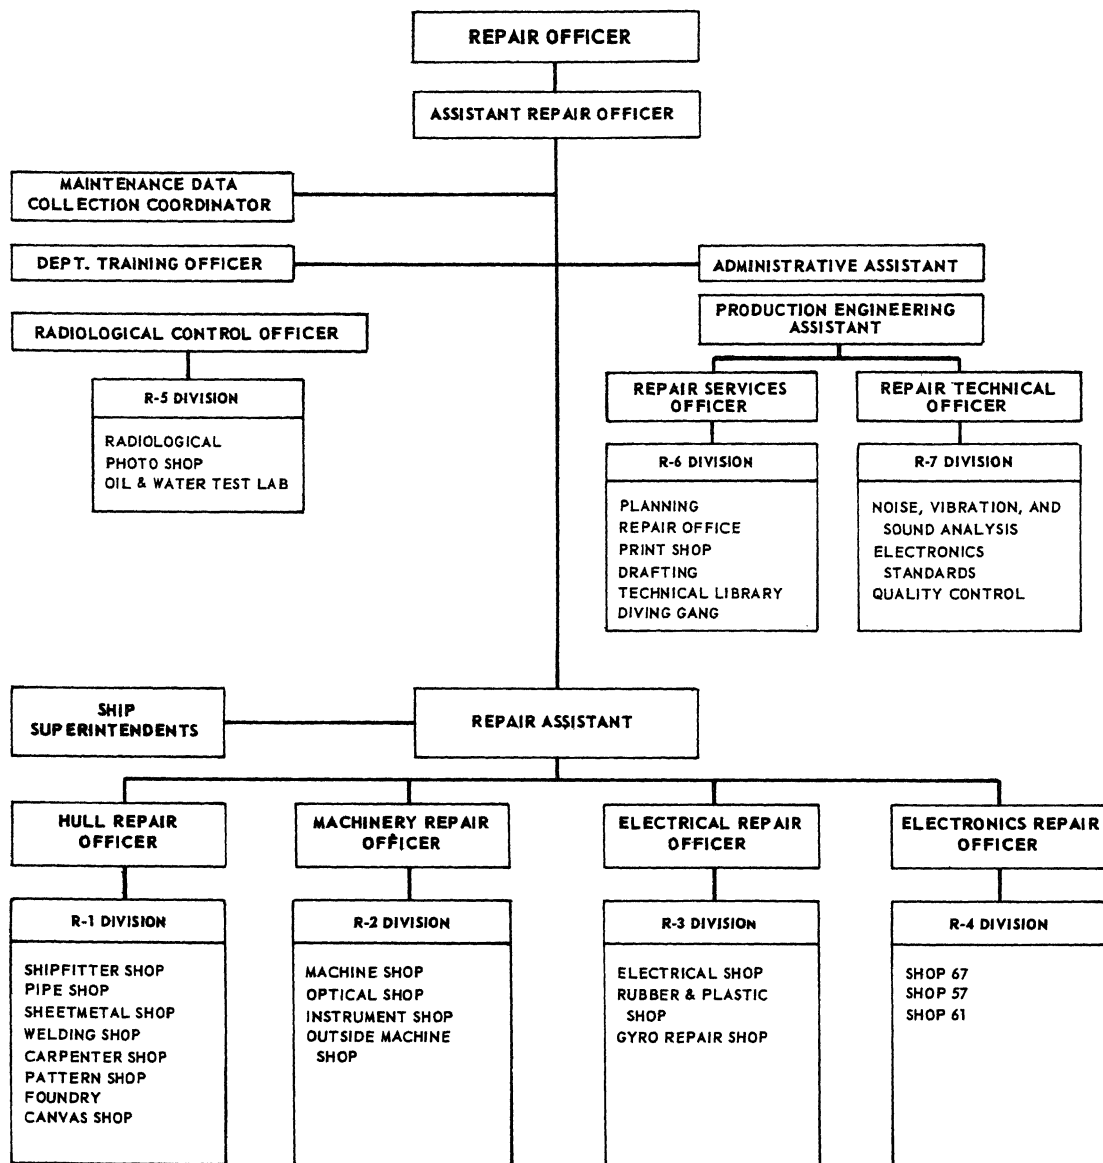 REPAIR OFFICER
ASSISTANT REPAIR OFFICER
MAINTENANCE DATA
COLLECTION COORDINATOR
DEPT. TRAINING OFFICER
ADMINISTRATIVE ASSISTANT
RADIOLOGICAL CONTROL OFFICER
R-5 DIVISION
RADIOLOGICAL
PHOTO SHOP
OIL & WATER TEST LAB
PRODUCTION ENGINEERING
ASSISTANT
REPAIR SERVICES
OFFICER
R-6 DIVISION
PLANNING
REPAIR OFFICE
PRINT SHOP
DRAFTING
TECHNICAL LIBRARY
DIVING GANG
REPAIR TECHNICAL
OFFICER
R-7 DIVISION
NOISE, VIBRATION, AND
SOUND ANALYSIS
ELECTRONICS
STANDARDS
QUALITY CONTROL
SHIP
SUPERINTENDENTS
REPAIR ASSISTANT
HULL REPAIR
OFFICER
R-1 DIVISION
SHIPFITTER SHOP
PIPE SHOP
SHEETMETAL SHOP
WELDING SHOP
CARPENTER SHOP
PATTERN SHOP
FOUNDRY
CANVAS SHOP
MACHINERY REPAIR
OFFICER
R-2 DIVISION
MACHINE SHOP
OPTICAL SHOP
INSTRUMENT SHOP
OUTSIDE MACHINE
SHOP
ELECTRICAL REPAIR
OFFICER
R-3 DIVISION
ELECTRICAL SHOP
RUBBER & PLASTIC
SHOP
GYRO REPAIR SHOP
ELECTRONICS REPAIR
OFFICER
R-4 DIVISION
SHOP 67
SHOP 57
SHOP 61